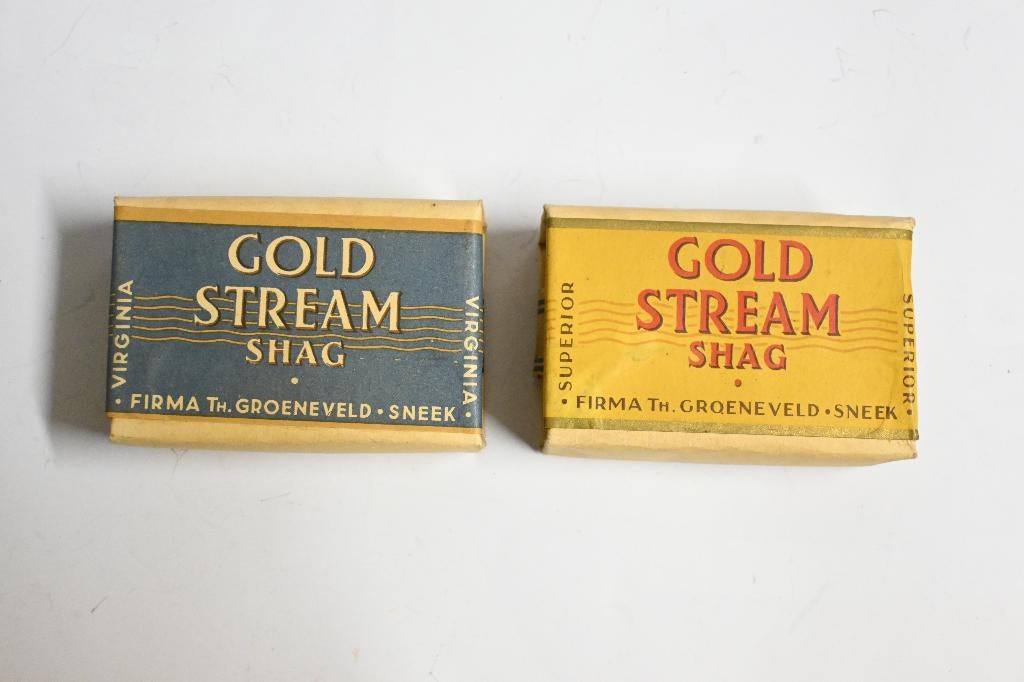 GOLD
STREAM
SHAG
VIRGINIA
VIRGINIA
• FIRMA TH. GROENEVELD • SNEEK •
GOLD
STREAM
SHAG
SUPERIOR
SUPERIOR
• FIRMA TH. GROENEVELD • SNEEK •